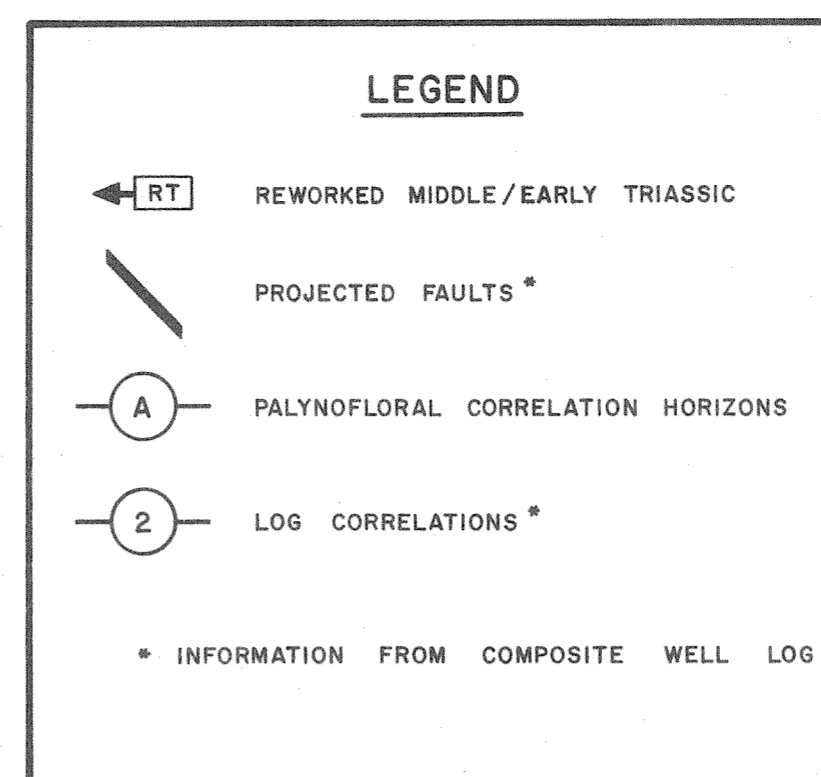 LEGEND
RT REWORKED MIDDLE/EARLY TRIASSIC
PROJECTED FAULTS*
A PALYNOFLORAL CORRELATION HORIZONS
2 LOG CORRELATIONS*
* INFORMATION FROM COMPOSITE WELL LOG